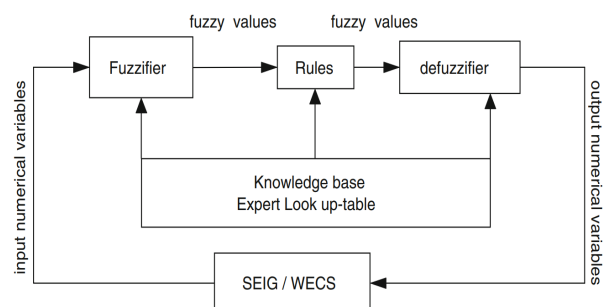 fuzzy values
fuzzy values
Fuzzifier
Rules
defuzzifier
input numerical variables
output numerical variables
Knowledge base
Expert Look up-table
SEIG / WECS